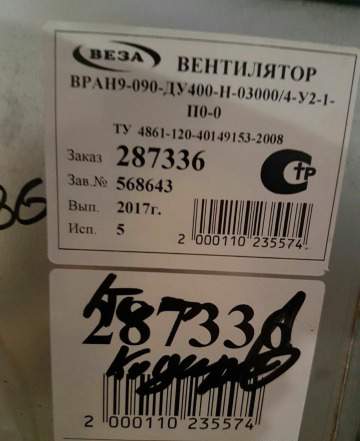 ВЕЗА ВЕНТИЛЯТОР
ВРАН9-090-ДУ400-Н-03000/4-У2-1-
П0-0
ТУ 4861-120-40149153-2008
Заказ 287336
Зав.№ 568643
Вып. 2017г.
Исп. 5
СтР
2 000110 235574
287336
2 000110 235574